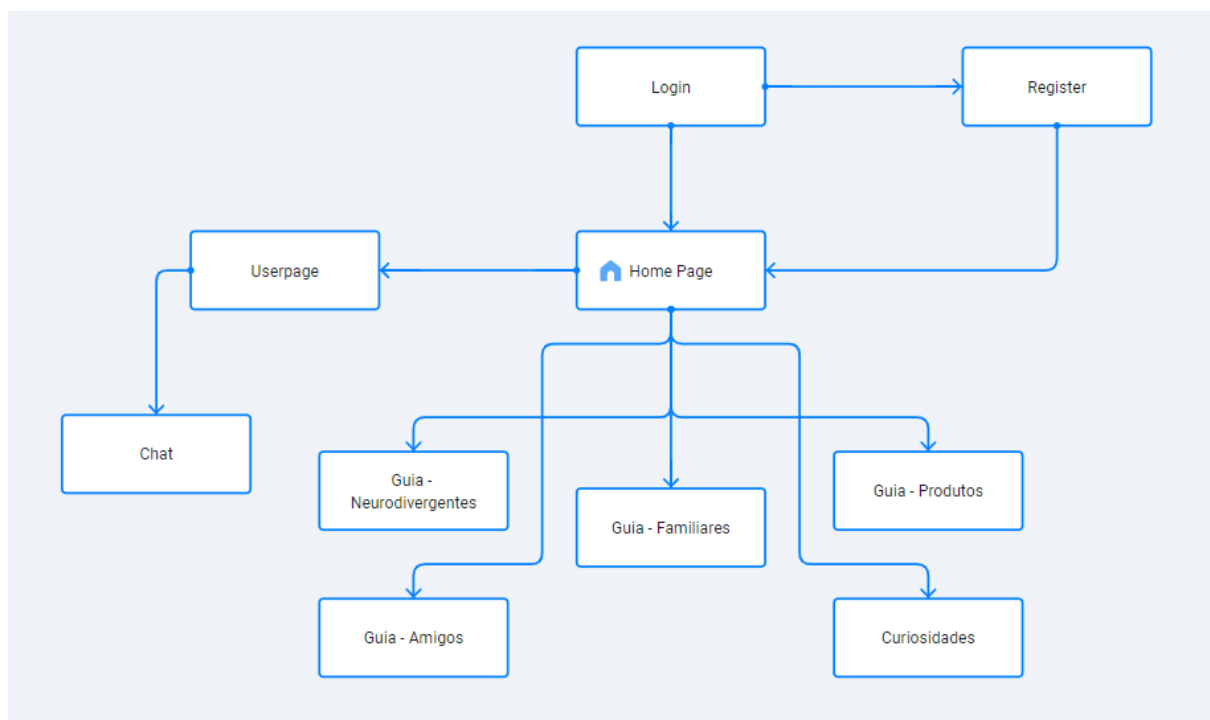 Login
Register
Userpage
Home Page
Chat
Guia -
Neurodivergentes
Guia - Familiares
Guia - Produtos
Guia - Amigos
Curiosidades